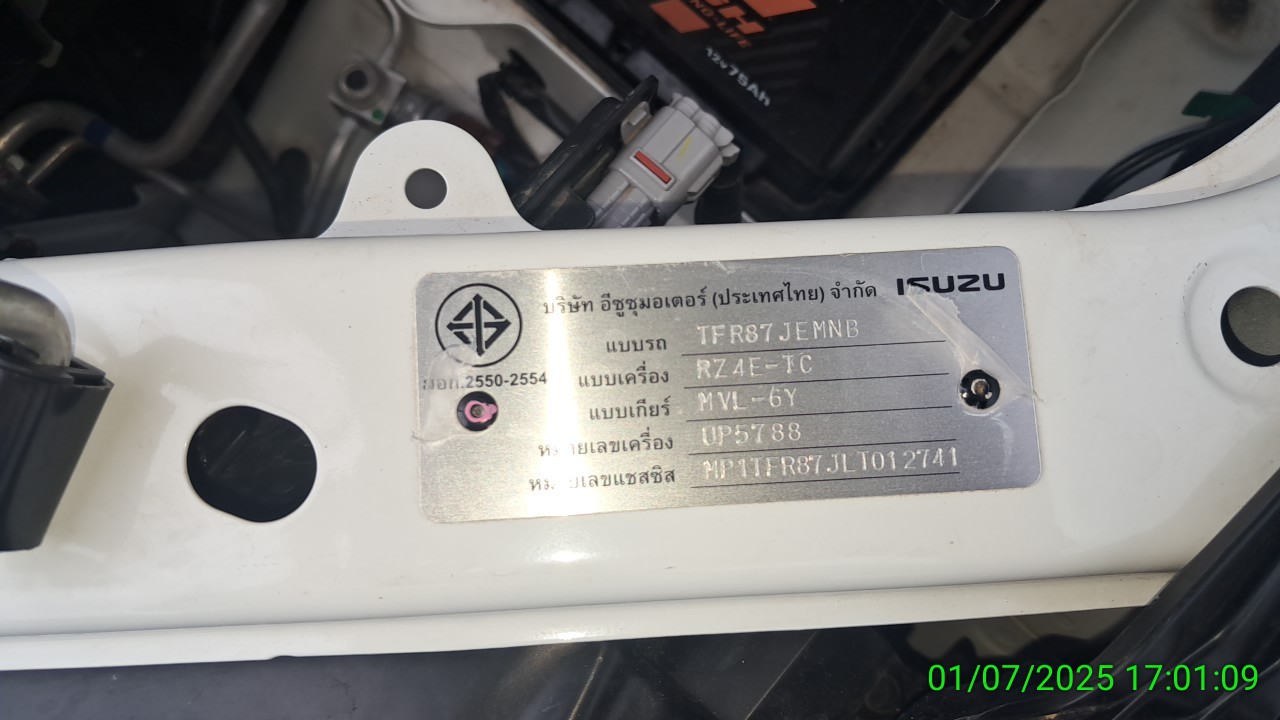 12V 75Ah
บริษัท อีซูซุมอเตอร์ (ประเทศไทย) จำกัด ISUZU
แบบรถ TFR87JEMNB
มอก.2550-2554
แบบเครื่อง RZ4E-TC
แบบเกียร์ MVL-6Y
หมายเลขเครื่อง UP5788
หมายเลขแชสซิส MP1TFR87JLT012741
01/07/2025 17:01:09